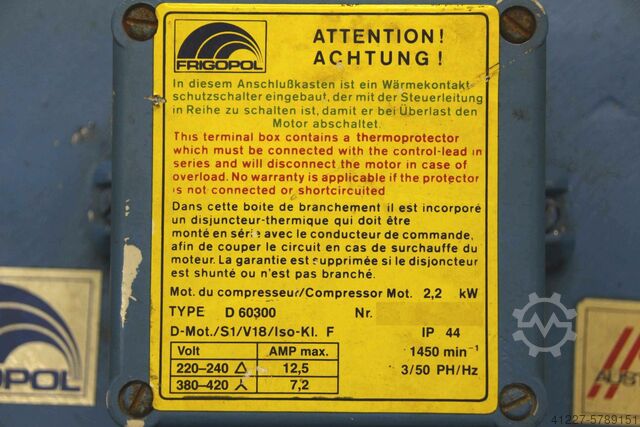 FRIGOPOL
ATTENTION!
ACHTUNG!
In diesem Anschlußkasten ist ein Wärmekontakt
schutzschalter eingebaut, der mit der Steuerleitung
in Reihe zu schalten ist, damit er bei Überlast den
Motor abschaltet.
This terminal box contains a thermoprotector
which must be connected with the control-lead in
series and will disconnect the motor in case of
overload. No warranty is applicable if the protector
is not connected or shortcircuited
Dans cette boite de branchement il est incorporé
un disjuncteur-thermique qui doit être
monté en série avec le conducteur de commande,
afin de couper le circuit en cas de surchauffe du
moteur. La garantie est supprimée si le disjoncteur
est shunté ou n'est pas branché.
Mot. du compresseur/Compressor Mot. 2,2 kW
TYPE D 60300 Nr.
D-Mot./S1/V18/Iso-Kl. F IP 44
Volt AMP max. 1450 min⁻¹
220-240 △ 12,5 3/50 PH/Hz
380-420 ⅄ 7,2
GOPOL
AUST
41227-5789151